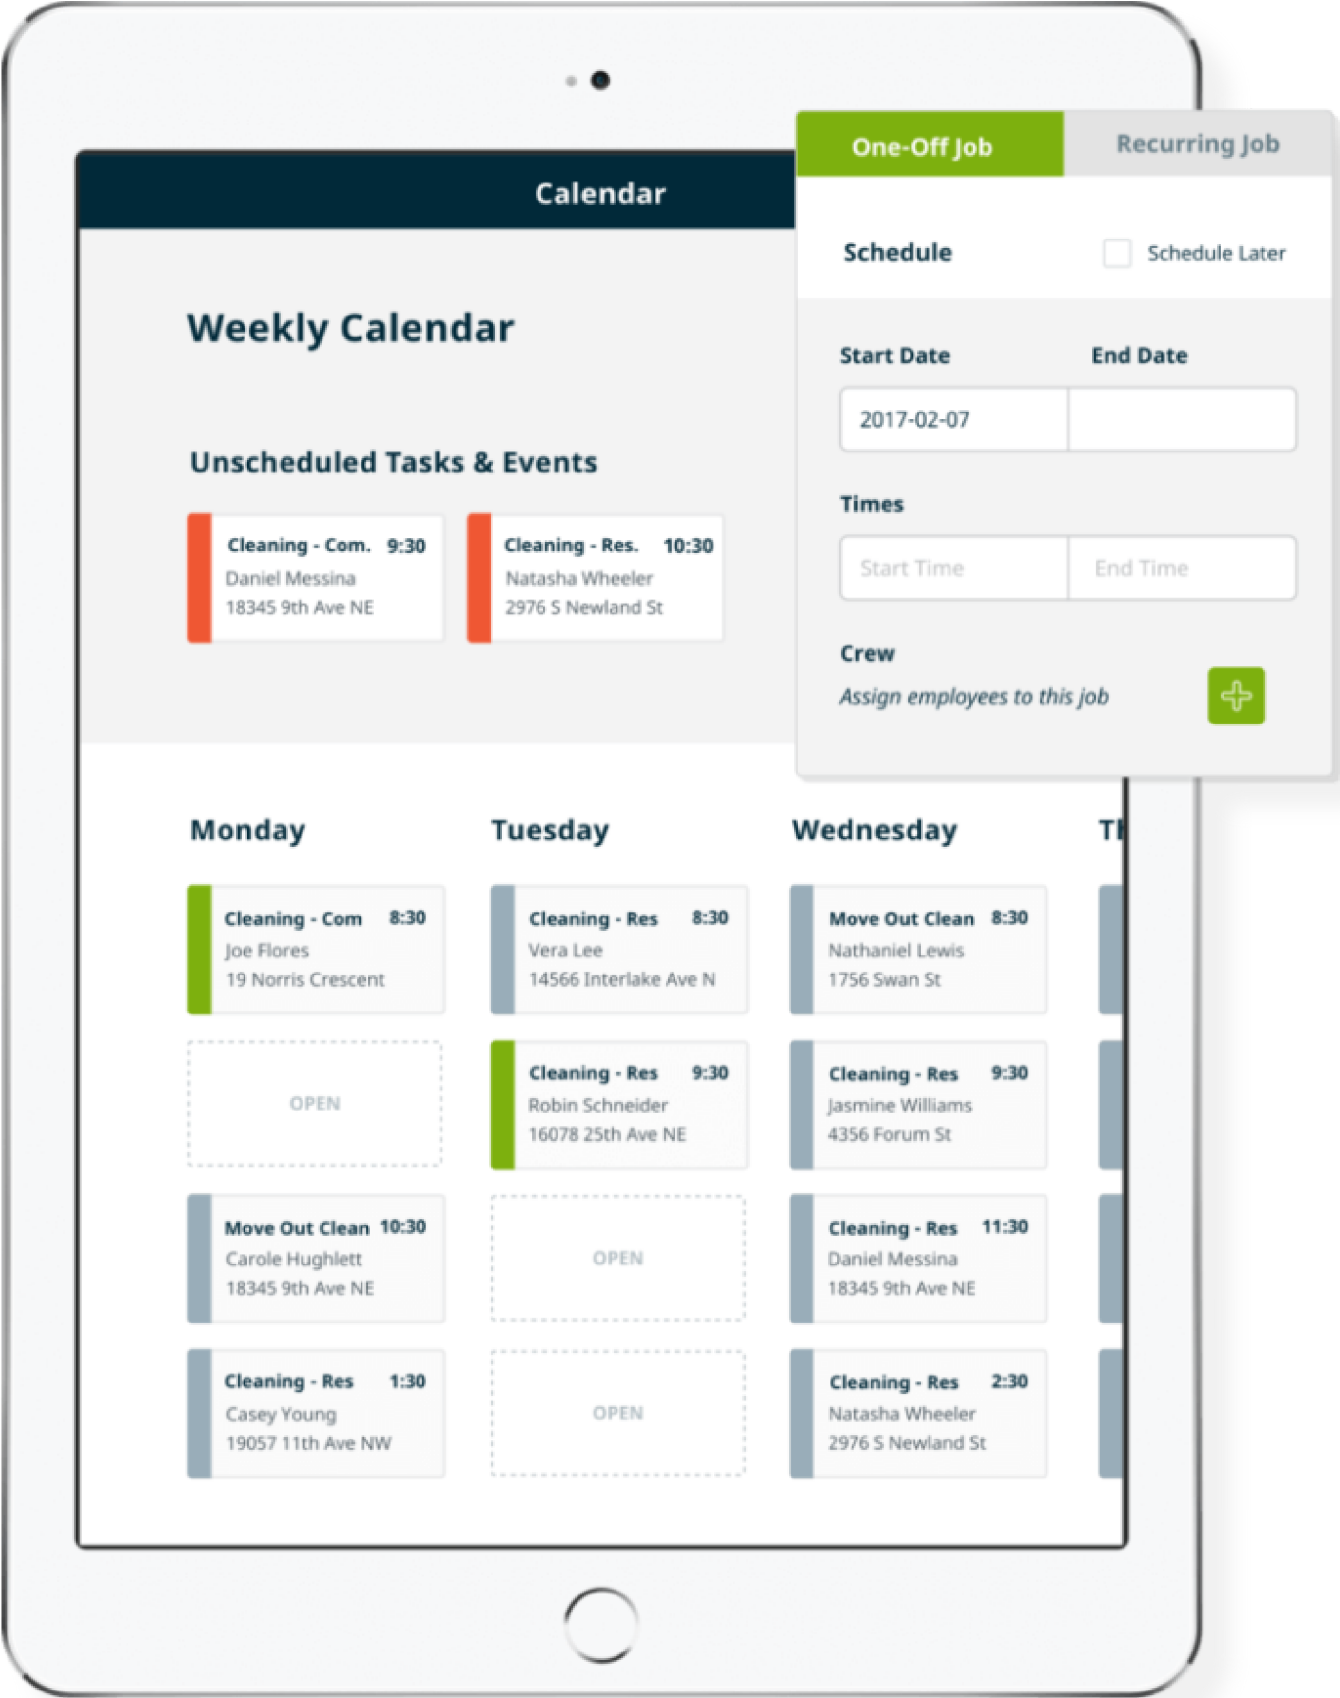 Calendar
Weekly Calendar
Unscheduled Tasks & Events
Cleaning - Com. 9:30
Daniel Messina
18345 9th Ave NE
Cleaning - Res. 10:30
Natasha Wheeler
2976 S Newland St
One-Off Job
Recurring Job
Schedule
Schedule Later
Start Date
End Date
2017-02-07
Times
Start Time
End Time
Crew
Assign employees to this job
Monday
Cleaning - Com 8:30
Joe Flores
19 Norris Crescent
OPEN
Move Out Clean 10:30
Carole Hughlett
18345 9th Ave NE
Cleaning - Res 1:30
Casey Young
19057 11th Ave NW
Tuesday
Cleaning - Res 8:30
Vera Lee
14566 Interlake Ave N
Cleaning - Res 9:30
Robin Schneider
16078 25th Ave NE
OPEN
OPEN
Wednesday
Move Out Clean 8:30
Nathaniel Lewis
1756 Swan St
Cleaning - Res 9:30
Jasmine Williams
4356 Forum St
Cleaning - Res 11:30
Daniel Messina
18345 9th Ave NE
Cleaning - Res 2:30
Natasha Wheeler
2976 S Newland St